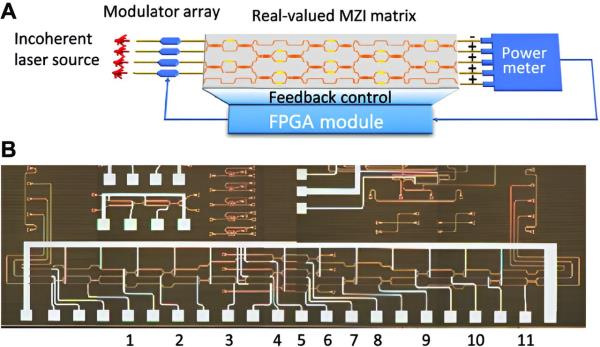 A
Modulator array
Real-valued MZI matrix
Incoherent
laser source
-
+
+
+
+
Power
meter
Feedback control
FPGA module
B
1 2 3 4 5 6 7 8 9 10 11